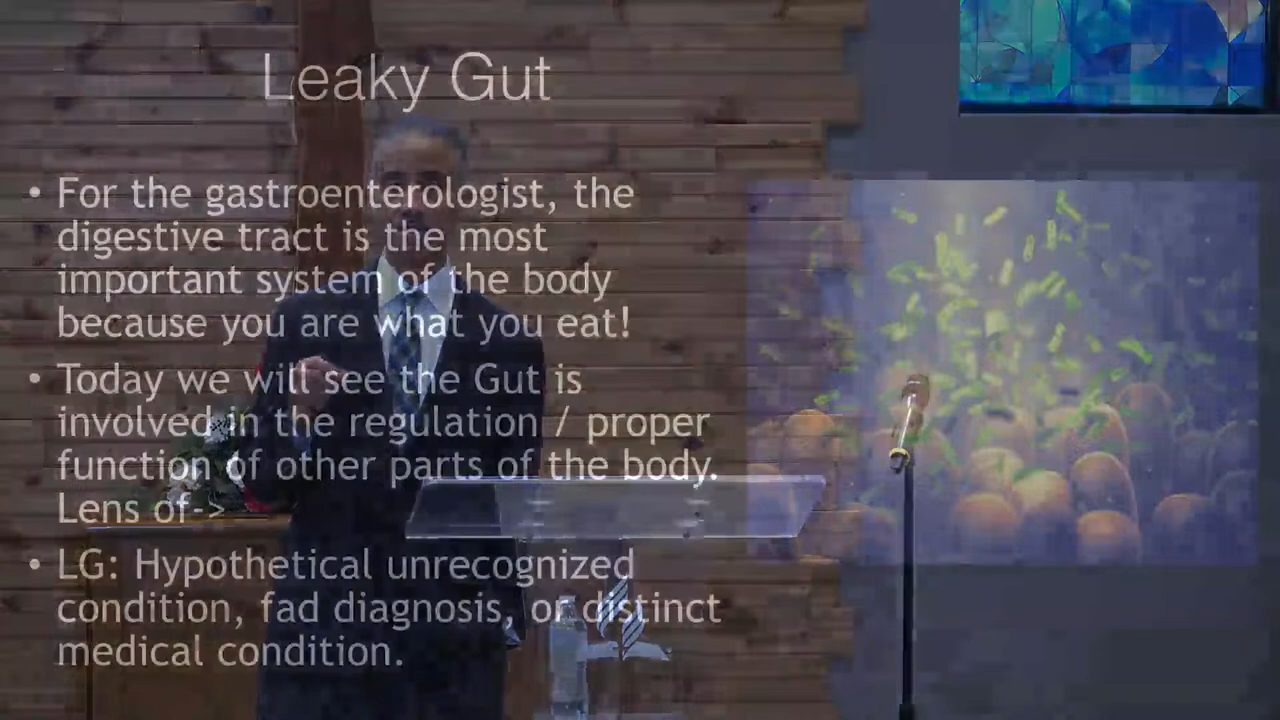 Leaky Gut
• For the gastroenterologist, the
digestive tract is the most
important system of the body
because you are what you eat!
• Today we will see the Gut is
involved in the regulation / proper
function of other parts of the body.
Lens of->
• LG: Hypothetical unrecognized
condition, fad diagnosis, or distinct
medical condition.